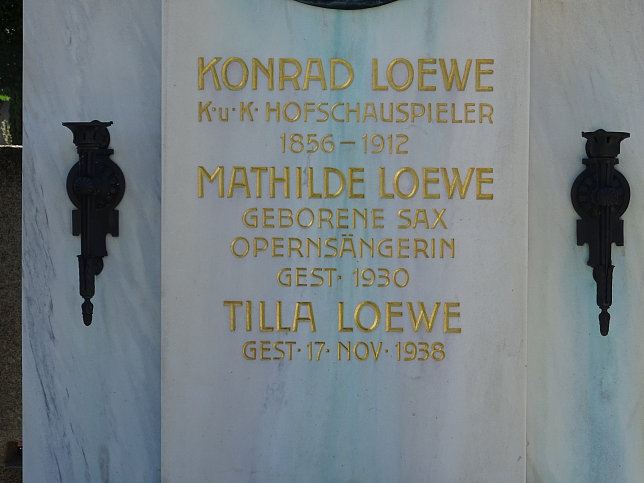 KONRAD LOEWE
K·U·K·HOFSCHAUSPIELER
1856–1912
MATHILDE LOEWE
GEBORENE SAX
OPERNSÄNGERIN
GEST· 1930
TILLA LOEWE
GEST·17·NOV·1938